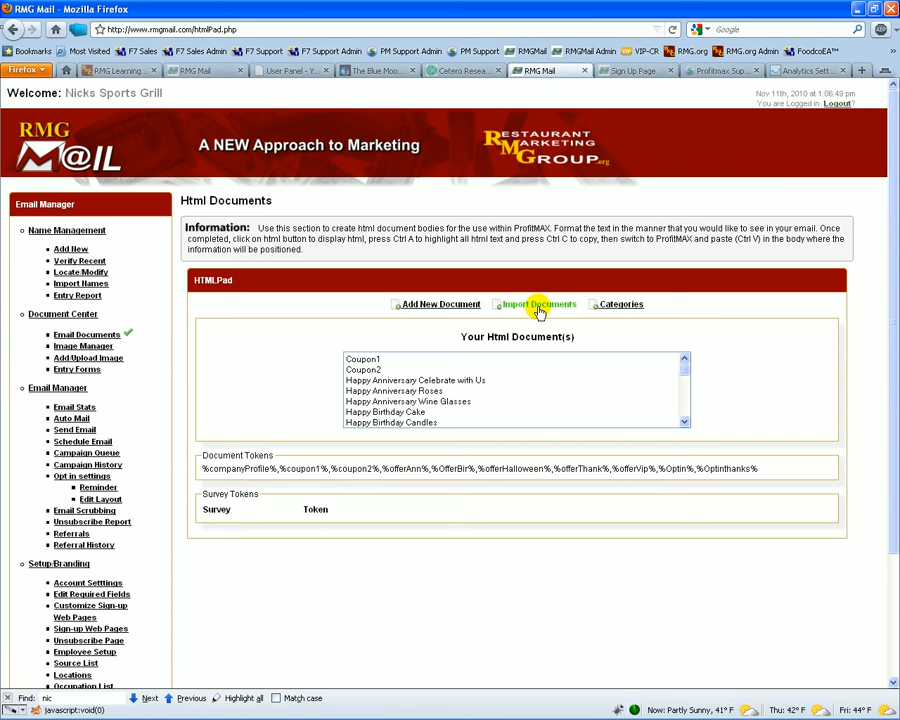 RMG Mail - Mozilla Firefox
http://www.rmgmail.com/htmlPad.php
Google
Bookmarks Most Visited F7 Sales F7 Sales Admin F7 Support F7 Support Admin PM Support Admin PM Support RMGMail RMGMail Admin VIP-CR RMG.org RMG.org Admin FoodcoEA™
Firefox RMG Learning... RMG Mail User Panel - Y... The Blue Moo... Cetero Resea... RMG Mail Sign Up Page Profitmax Sup... Analytics Sett...
Welcome: Nicks Sports Grill
Nov 11th, 2010 at 1:06:49 pm
You are Logged in. Logout?
RMG
M@IL
A NEW Approach to Marketing
RESTAURANT
MARKETING
GROUP.org
Email Manager
Name Management
Add New
Verify Recent
Locate/Modify
Import Names
Entry Report
Document Center
Email Documents
Image Manager
Add/Upload Image
Entry Forms
Email Manager
Email Stats
Auto Mail
Send Email
Schedule Email
Campaign Queue
Campaign History
Opt in settings
Reminder
Edit Layout
Email Scrubbing
Unsubscribe Report
Referrals
Referral History
Setup/Branding
Account Setttings
Edit Required Fields
Customize Sign-up
Web Pages
Sign-up Web Pages
Unsubscribe Page
Employee Setup
Source List
Locations
Occupation List
Html Documents
Information: Use this section to create html document bodies for the use within ProfitMAX. Format the text in the manner that you would like to see in your email. Once
completed, click on html button to display html, press Ctrl A to highlight all html text and press Ctrl C to copy, then switch to ProfitMAX and paste (Ctrl V) in the body where the
information will be positioned.
HTMLPad
Add New Document Import Documents Categories
Your Html Document(s)
Coupon1
Coupon2
Happy Anniversary Celebrate with Us
Happy Anniversary Roses
Happy Anniversary Wine Glasses
Happy Birthday Cake
Happy Birthday Candles
Document Tokens
%companyProfile%,%coupon1%,%coupon2%,%offerAnn%,%OfferBir%,%offerHalloween%,%offerThank%,%offerVip%,%Optin%,%Optinthanks%
Survey Tokens
Survey Token
Find: nic Next Previous Highlight all Match case
javascript:void(0)
Now: Partly Sunny, 41° F Thu: 42° F Fri: 44° F